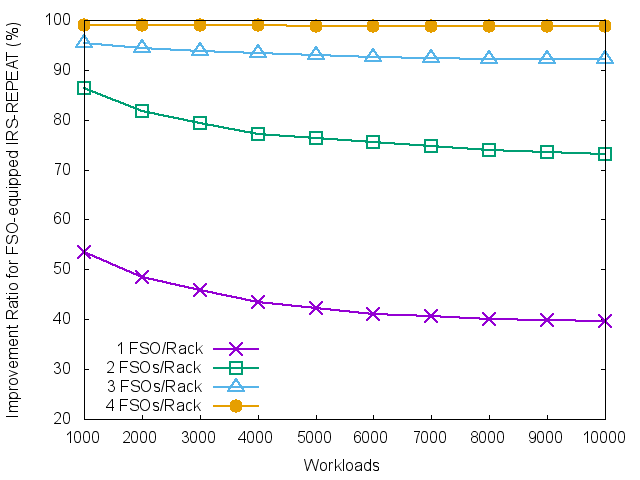 Improvement Ratio for FSO-equipped IRS-REPEAT (%)
100
90
80
70
60
50
40
30
20
1 FSO/Rack
2 FSOs/Rack
3 FSOs/Rack
4 FSOs/Rack
1000 2000 3000 4000 5000 6000 7000 8000 9000 10000
Workloads